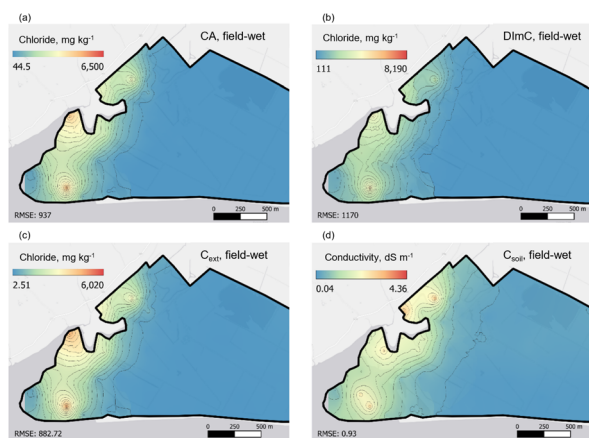 (a)
CA, field-wet
Chloride, mg kg⁻¹
44.5 6,500
0 250 500 m
RMSE: 937
(b)
DImC, field-wet
Chloride, mg kg⁻¹
111 8,190
0 250 500 m
RMSE: 1170
(c)
C_ext, field-wet
Chloride, mg kg⁻¹
2.51 6,020
0 250 500 m
RMSE: 882.72
(d)
C_soil, field-wet
Conductivity, dS m⁻¹
0.04 4.36
0 250 500 m
RMSE: 0.93